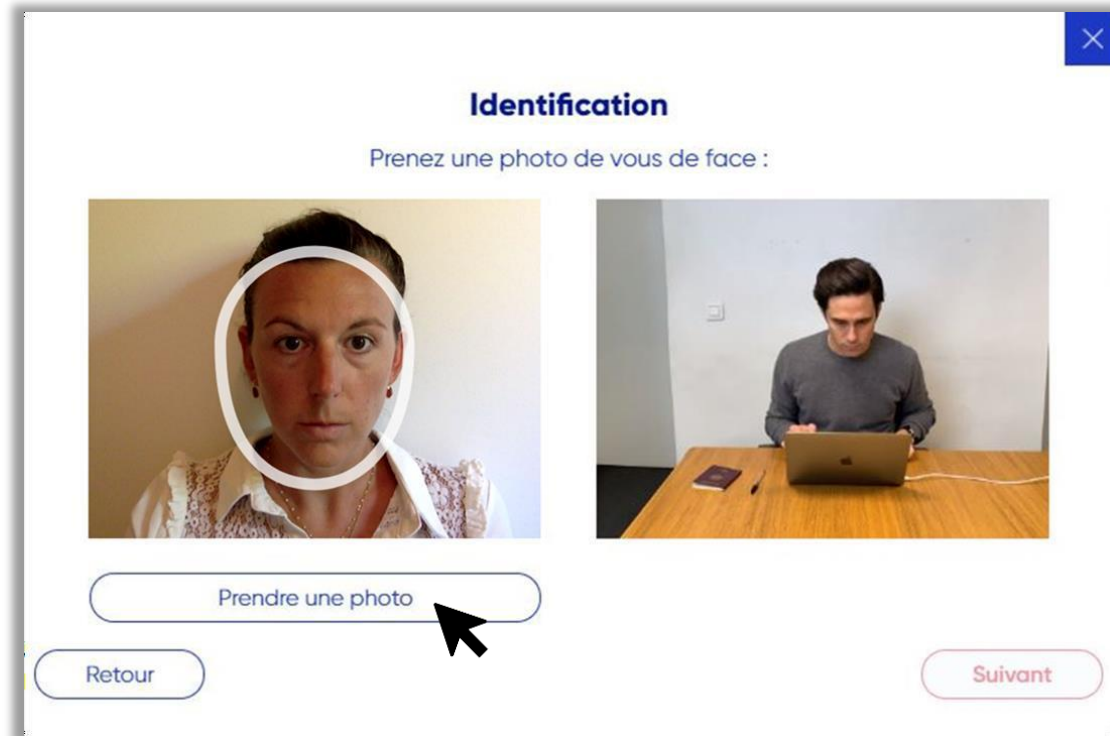 Identification
Prenez une photo de vous de face :
Prendre une photo
Retour
Suivant